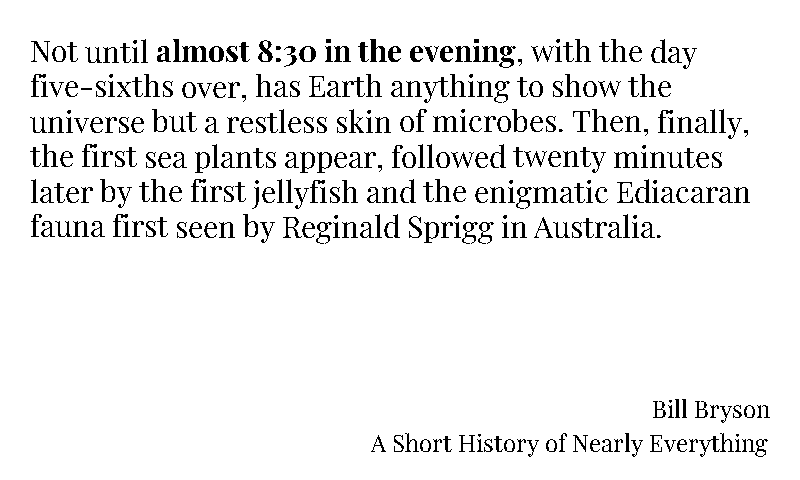 Not until almost 8:30 in the evening, with the day
five-sixths over, has Earth anything to show the
universe but a restless skin of microbes. Then, finally,
the first sea plants appear, followed twenty minutes
later by the first jellyfish and the enigmatic Ediacaran
fauna first seen by Reginald Sprigg in Australia.
Bill Bryson
A Short History of Nearly Everything